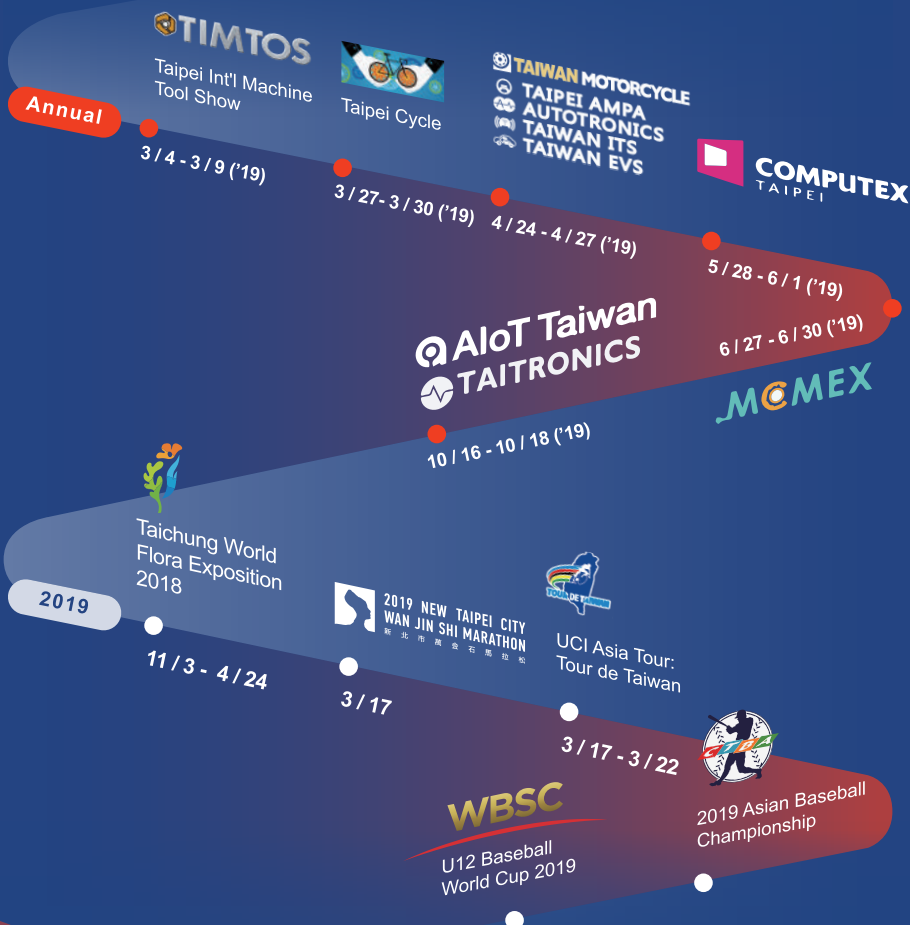 TIMTOS
Taipei Int'l Machine
Tool Show
Taipei Cycle
TAIWAN MOTORCYCLE
TAIPEI AMPA
AUTOTRONICS
TAIWAN ITS
TAIWAN EVS
COMPUTEX
TAIPEI
Annual
3 / 4 - 3 / 9 ('19)
3 / 27- 3 / 30 ('19)
4 / 24 - 4 / 27 ('19)
5 / 28 - 6 / 1 ('19)
6 / 27 - 6 / 30 ('19)
MCMEX
AIoT Taiwan
TAITRONICS
10 / 16 - 10 / 18 ('19)
Taichung World
Flora Exposition
2018
2019
11 / 3 - 4 / 24
2019 NEW TAIPEI CITY
WAN JIN SHI MARATHON
新北市萬金石馬拉松
3 / 17
TOUR DE TAIWAN
UCI Asia Tour:
Tour de Taiwan
3 / 17 - 3 / 22
CTBA
2019 Asian Baseball
Championship
WBSC
U12 Baseball
World Cup 2019